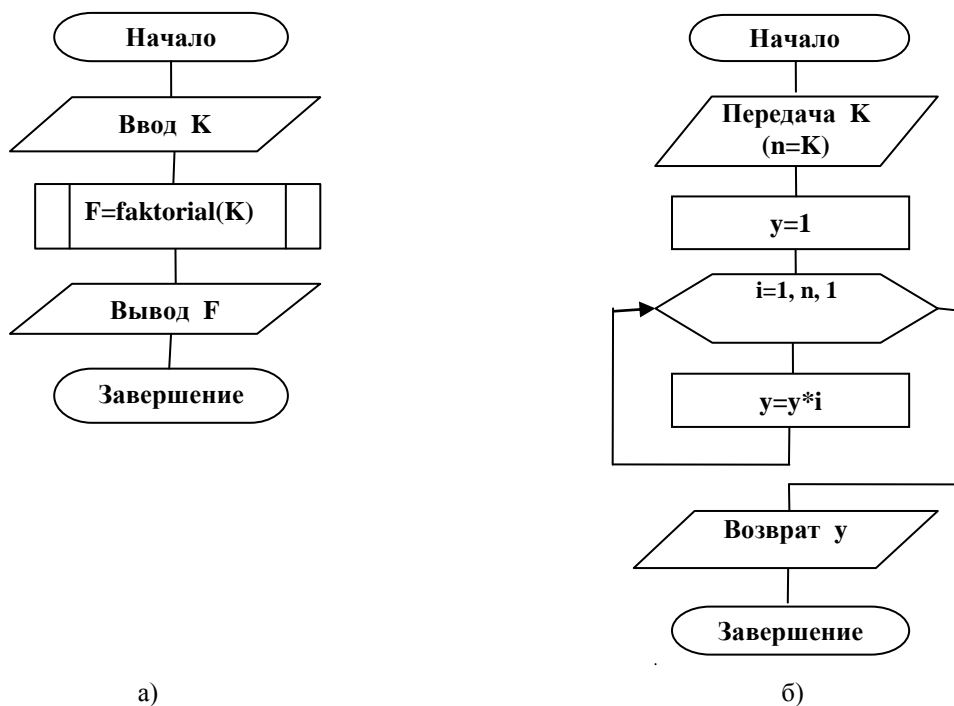 Начало
Ввод K
F=faktorial(K)
Вывод F
Завершение
а)
Начало
Передача K
(n=K)
y=1
i=1, n, 1
y=y*i
Возврат y
Завершение
б)